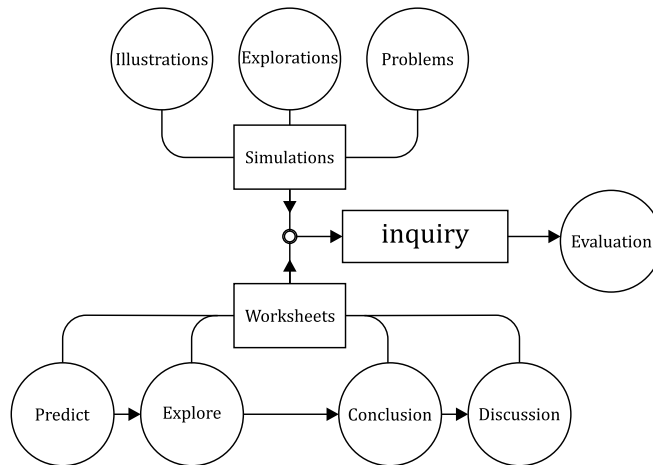 Illustrations
Explorations
Problems
Simulations
inquiry
Evaluation
Worksheets
Predict
Explore
Conclusion
Discussion